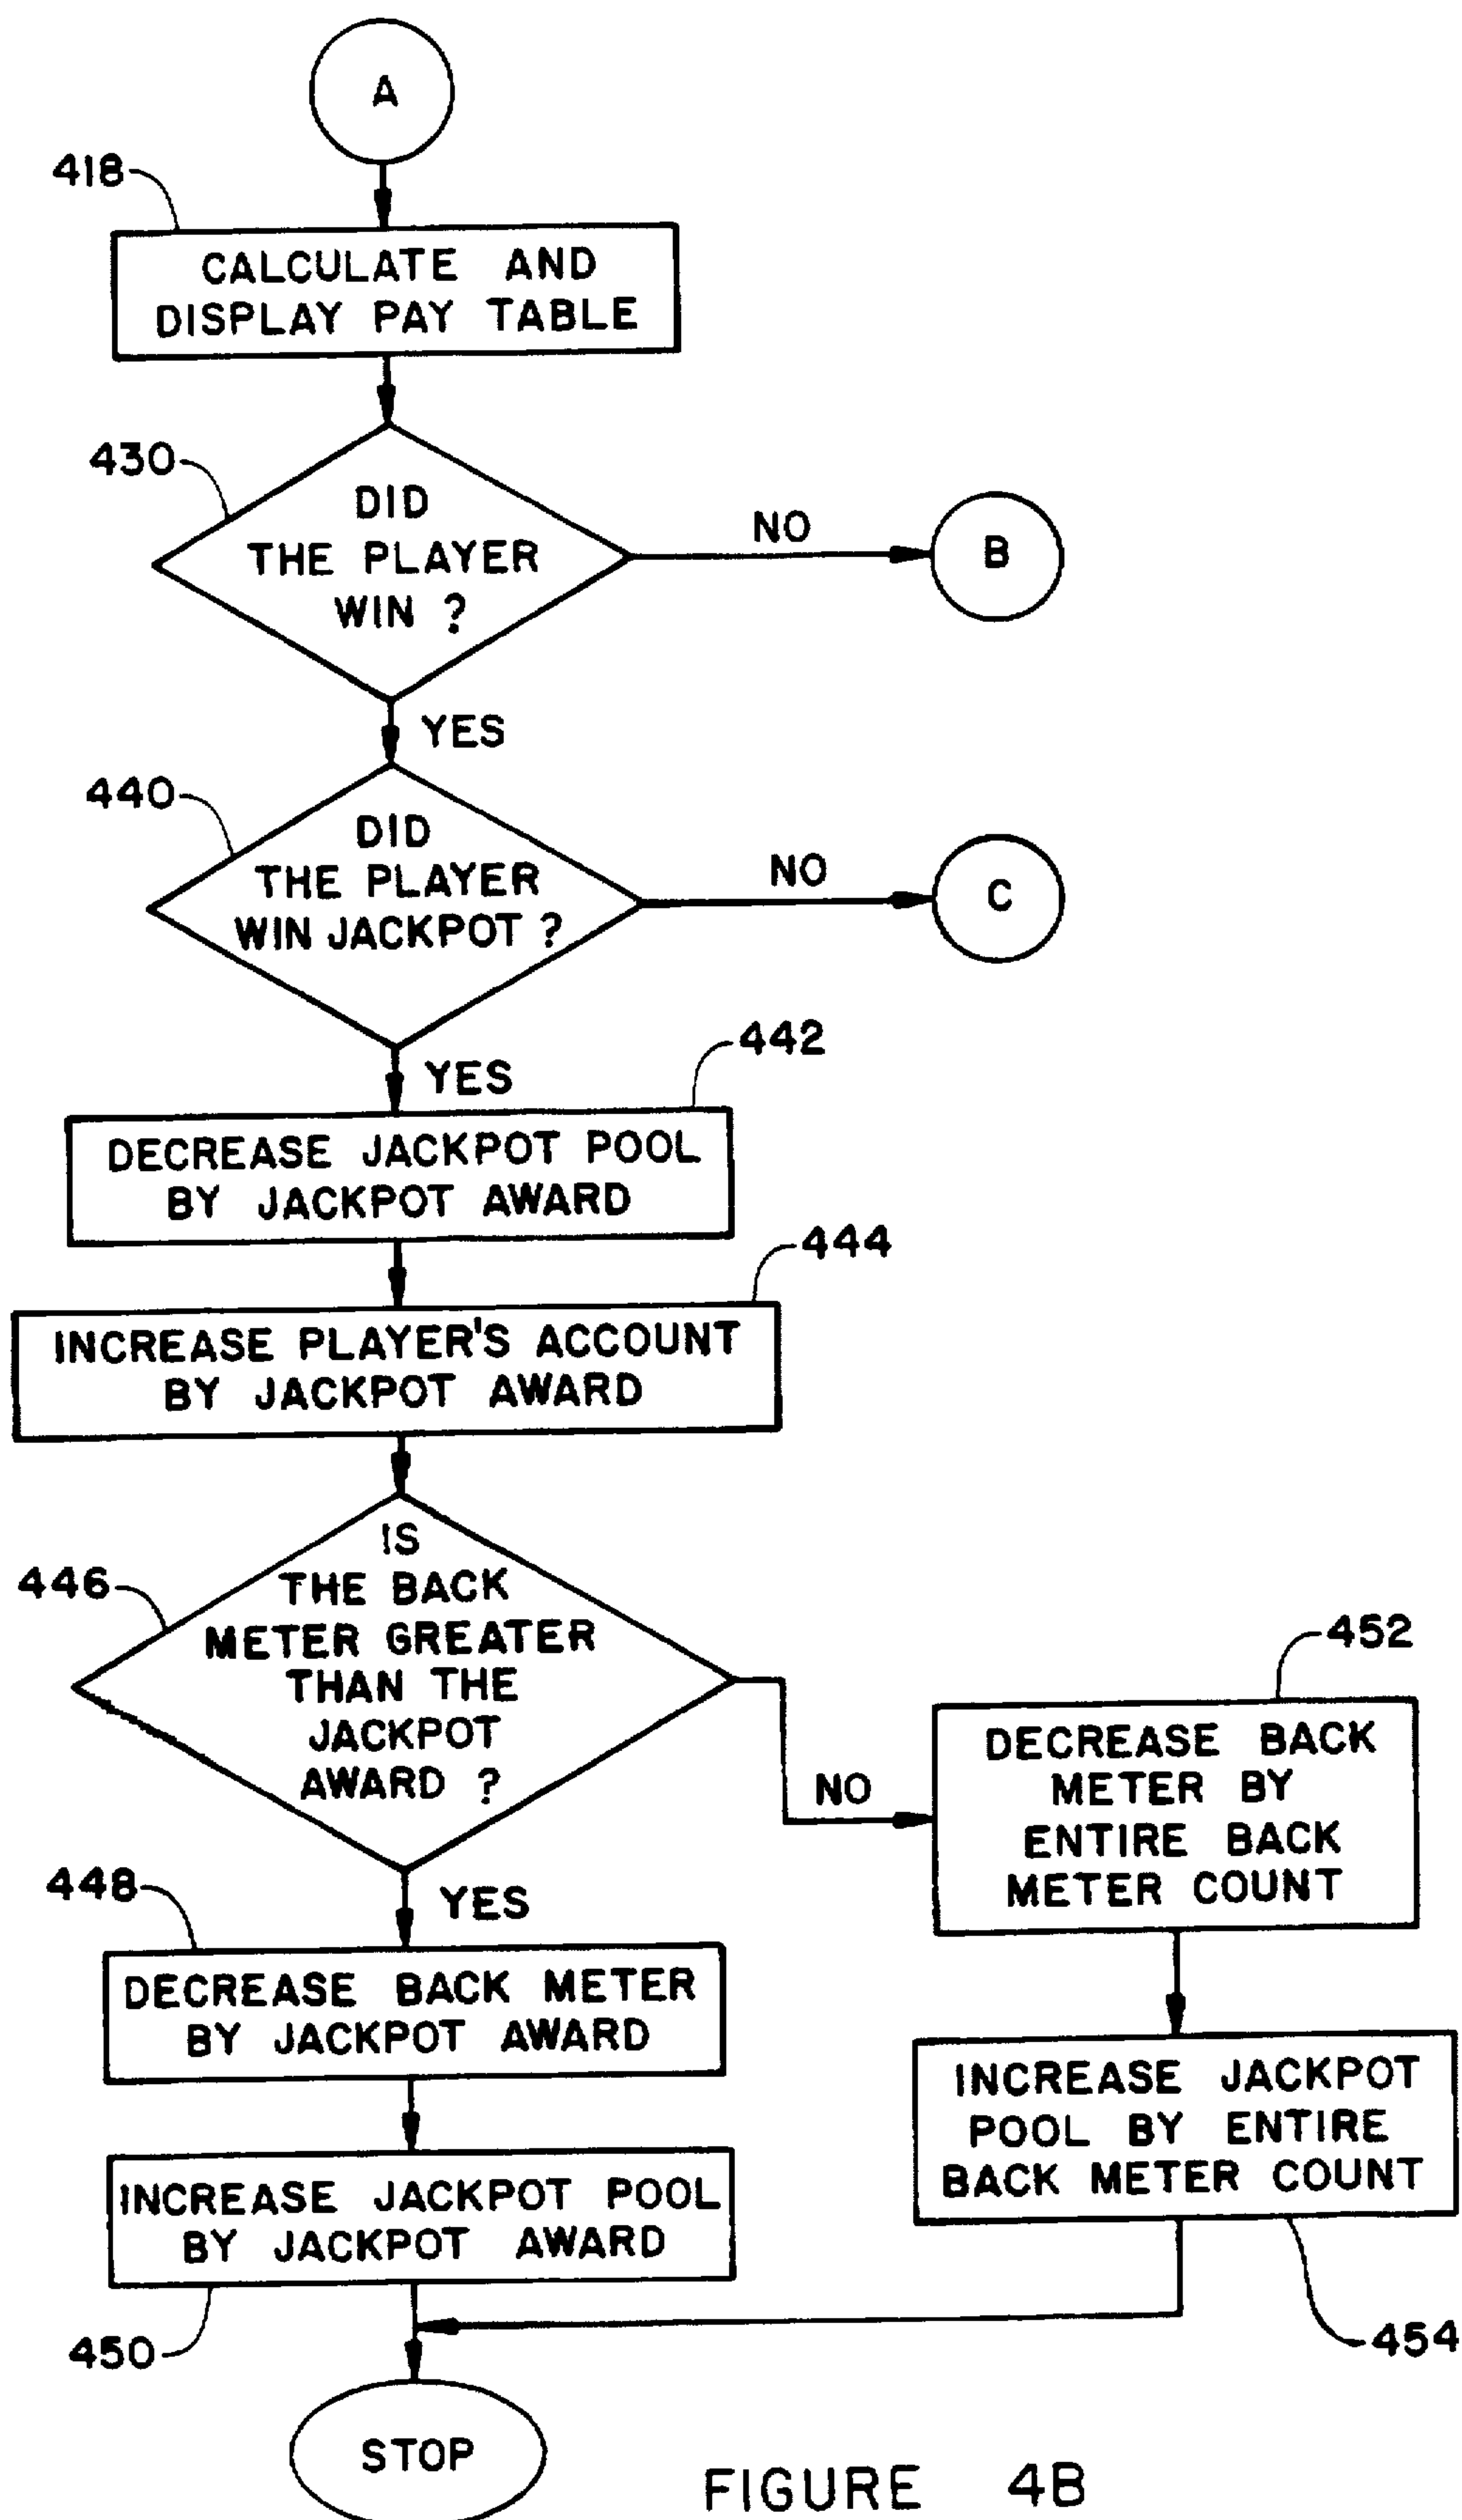 A
418
CALCULATE AND
DISPLAY PAY TABLE
430
DID
THE PLAYER
WIN ?
NO
B
YES
440
DID
THE PLAYER
WIN JACKPOT ?
NO
C
YES
442
DECREASE JACKPOT POOL
BY JACKPOT AWARD
444
INCREASE PLAYER'S ACCOUNT
BY JACKPOT AWARD
446
IS
THE BACK
METER GREATER
THAN THE
JACKPOT
AWARD ?
NO
452
DECREASE BACK
METER BY
ENTIRE BACK
METER COUNT
YES
448
DECREASE BACK METER
BY JACKPOT AWARD
INCREASE JACKPOT
POOL BY ENTIRE
BACK METER COUNT
454
INCREASE JACKPOT POOL
BY JACKPOT AWARD
450
STOP
FIGURE 4B